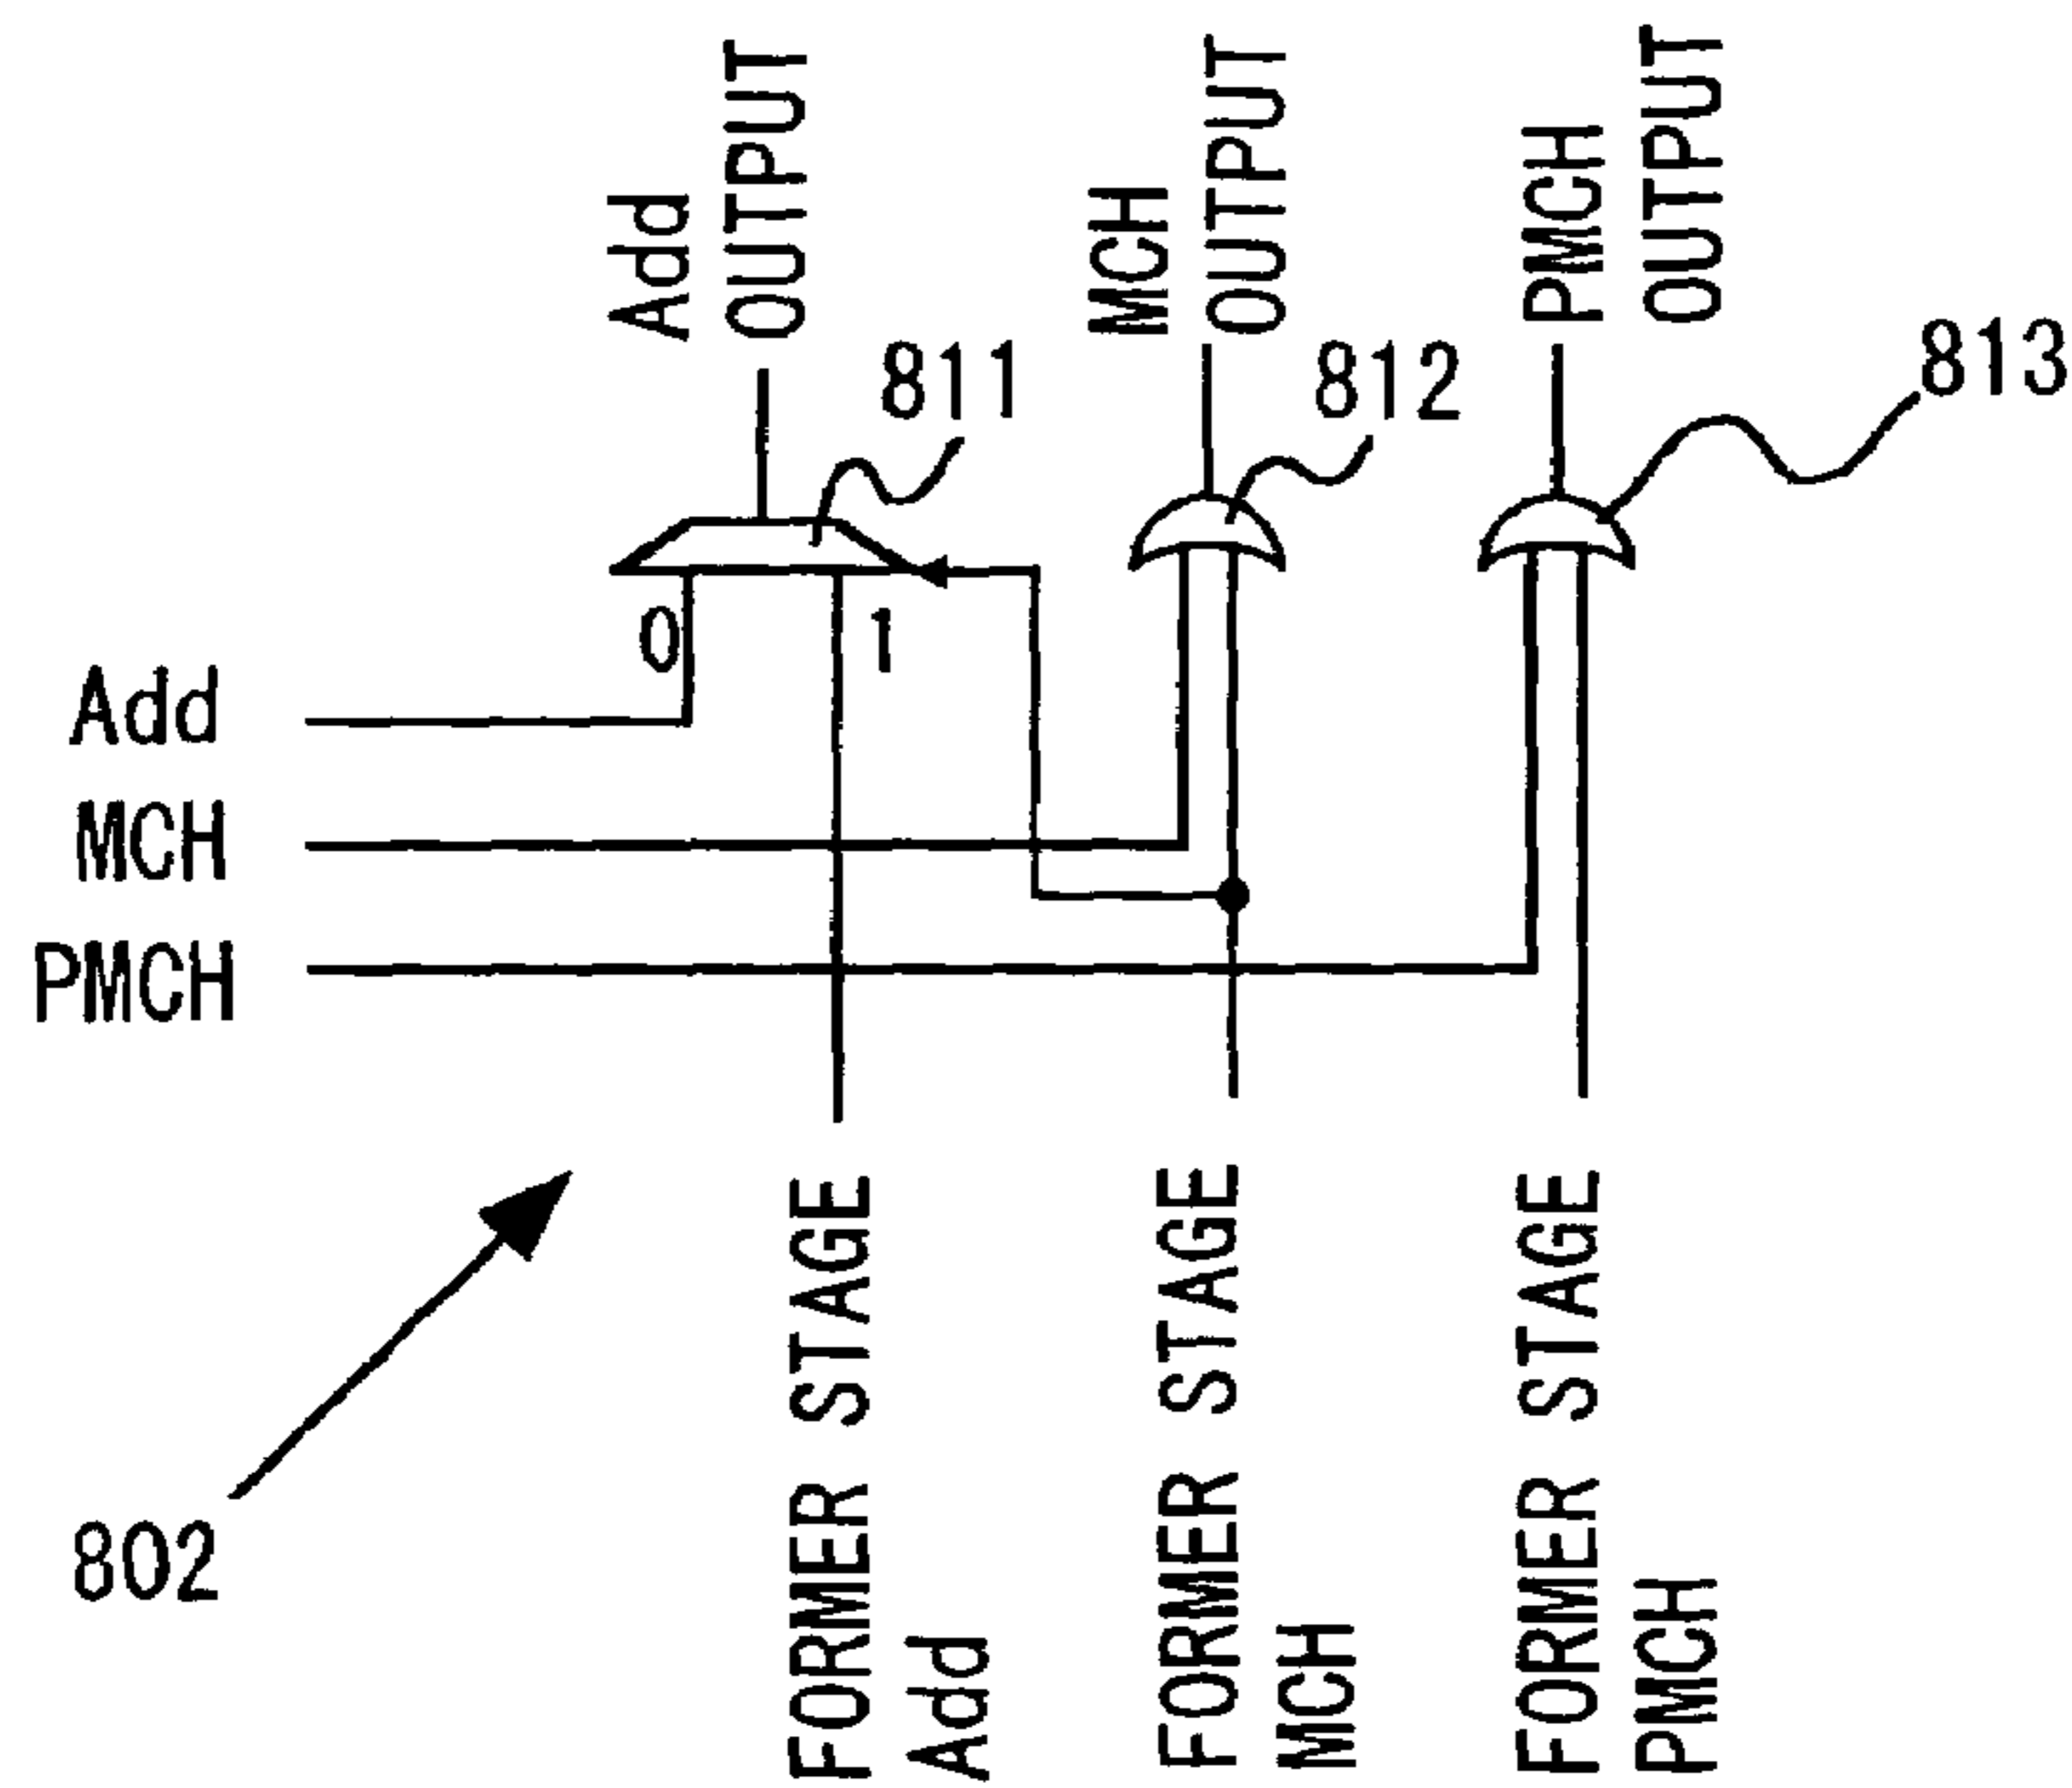 Add
OUTPUT
MCH
OUTPUT
PMCH
OUTPUT
811
812
813
0
1
Add
MCH
PMCH
802
FORMER STAGE
Add
FORMER STAGE
MCH
FORMER STAGE
PMCH